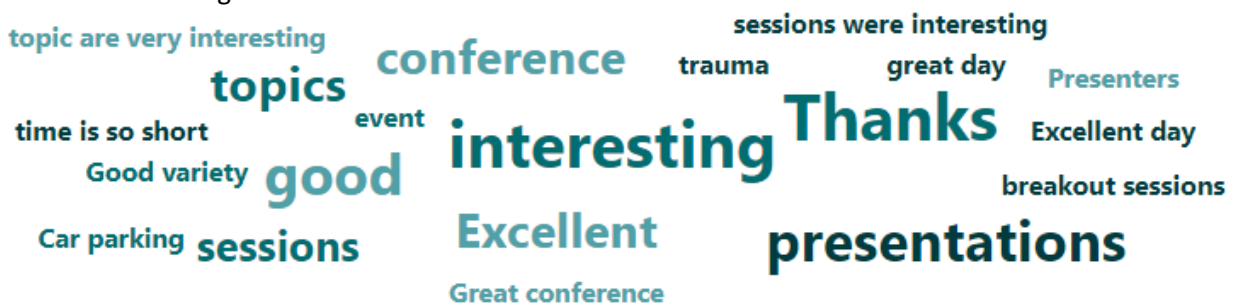 sessions were interesting
topic are very interesting
conference
trauma
great day
Presenters
topics
event
Thanks
time is so short
interesting
Excellent day
Good variety
good
breakout sessions
Car parking
sessions
Excellent
presentations
Great conference